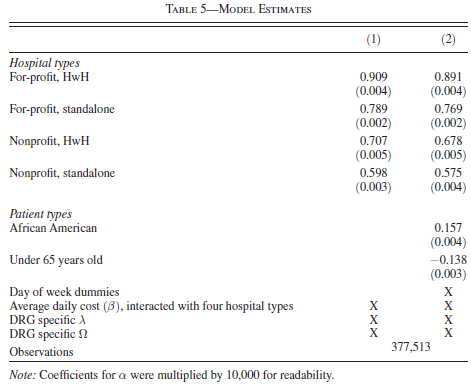 TABLE 5—MODEL ESTIMATES
(1) (2)
Hospital types
For-profit, HwH 0.909 0.891
(0.004) (0.004)
For-profit, standalone 0.789 0.769
(0.002) (0.002)
Nonprofit, HwH 0.707 0.678
(0.005) (0.005)
Nonprofit, standalone 0.598 0.575
(0.003) (0.004)
Patient types
African American 0.157
(0.004)
Under 65 years old −0.138
(0.003)
Day of week dummies X
Average daily cost (β), interacted with four hospital types X X
DRG specific λ X X
DRG specific Ω X X
Observations 377,513
Note: Coefficients for α were multiplied by 10,000 for readability.